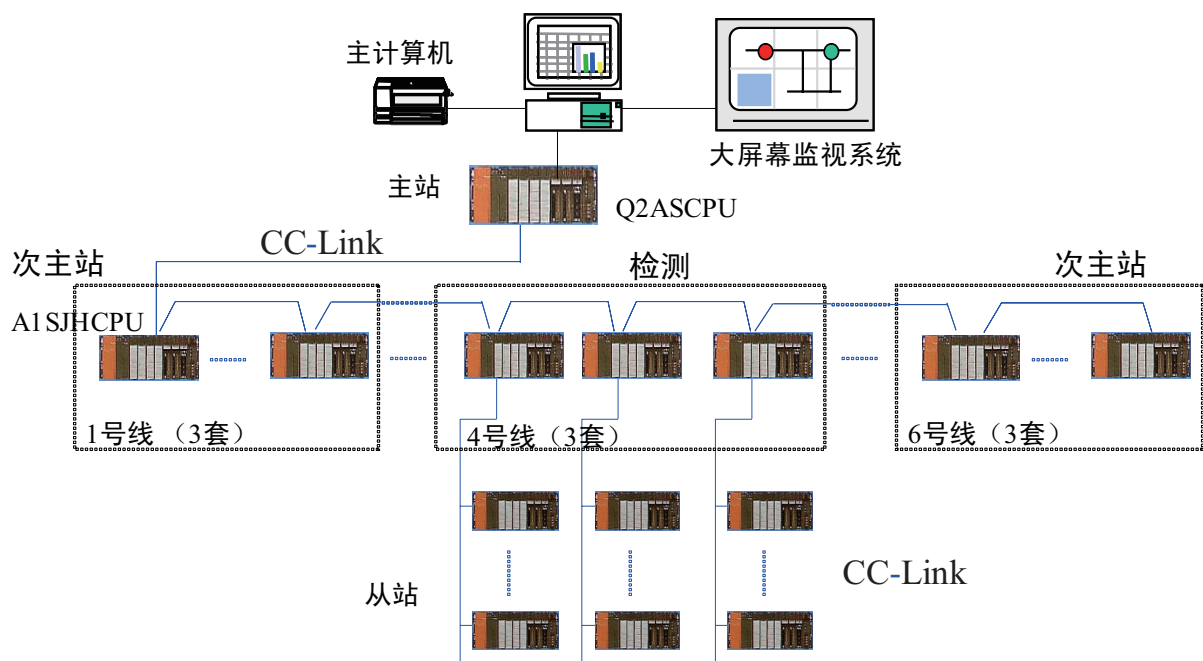 主计算机
大屏幕监视系统
主站
Q2ASCPU
CC-Link
次主站
检测
次主站
A1SJHCPU
1号线 （3套）
4号线（3套）
6号线（3套）
从站
CC-Link